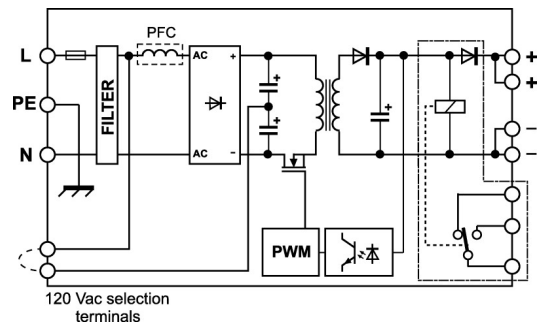 PFC
L
AC
+
+
+
+
+
PE
FILTER
+
+
−
N
AC
−
−
PWM
120 Vac selection
terminals